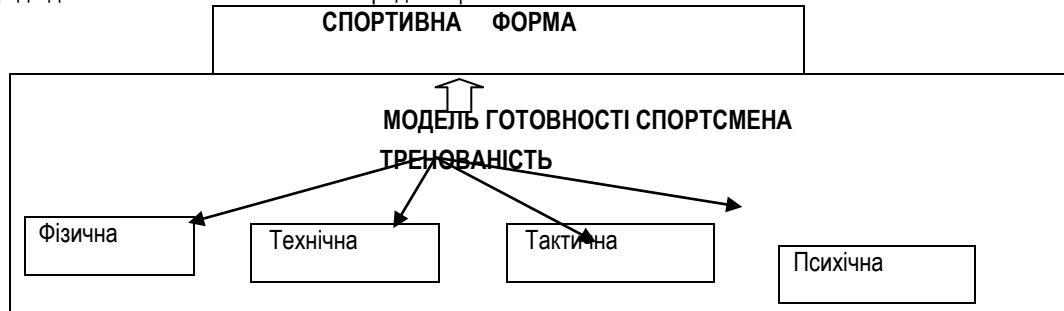 СПОРТИВНА ФОРМА
МОДЕЛЬ ГОТОВНОСТІ СПОРТСМЕНА
ТРЕНОВАНІСТЬ
Фізична
Технічна
Тактична
Психічна